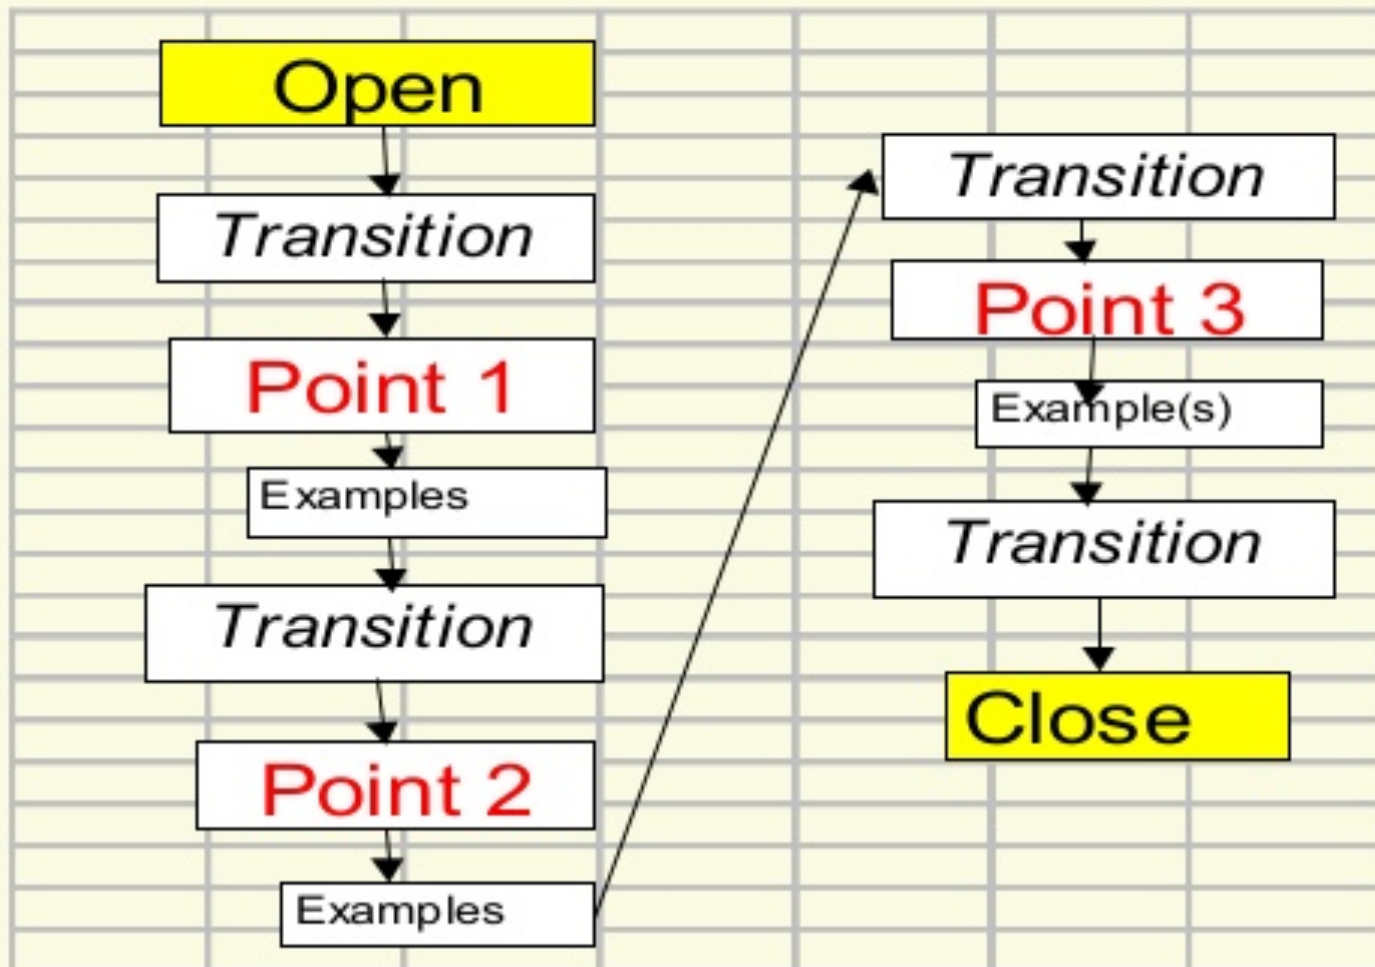 Open
Transition
Point 1
Examples
Transition
Point 2
Examples
Transition
Point 3
Example(s)
Transition
Close